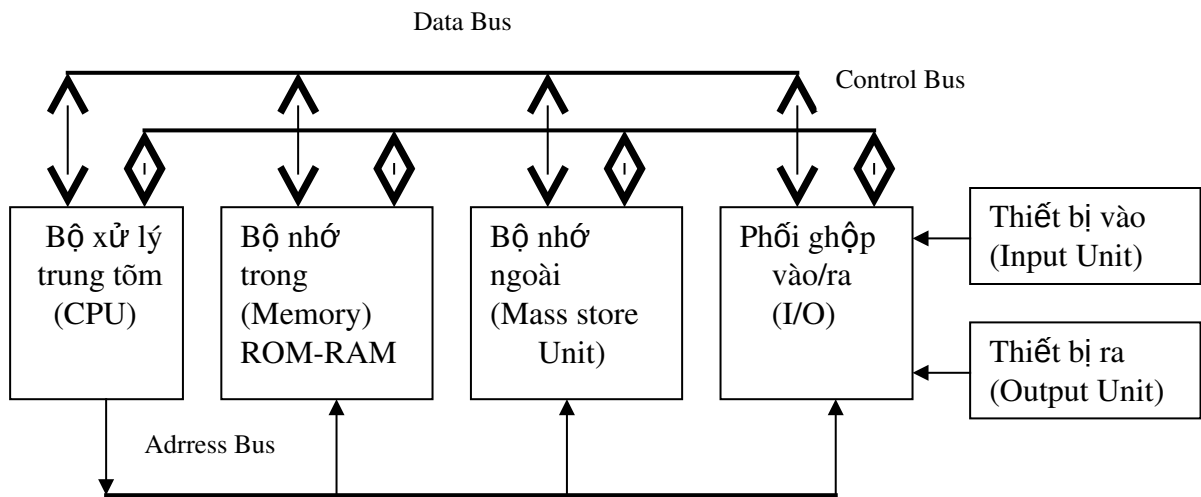 Data Bus
Control Bus
Bộ xử lý
trung tõm
(CPU)
Bộ nhớ
trong
(Memory)
ROM-RAM
Bộ nhớ
ngoài
(Mass store
Unit)
Phối ghộp
vào/ra
(I/O)
Thiết bị vào
(Input Unit)
Thiết bị ra
(Output Unit)
Adrress Bus